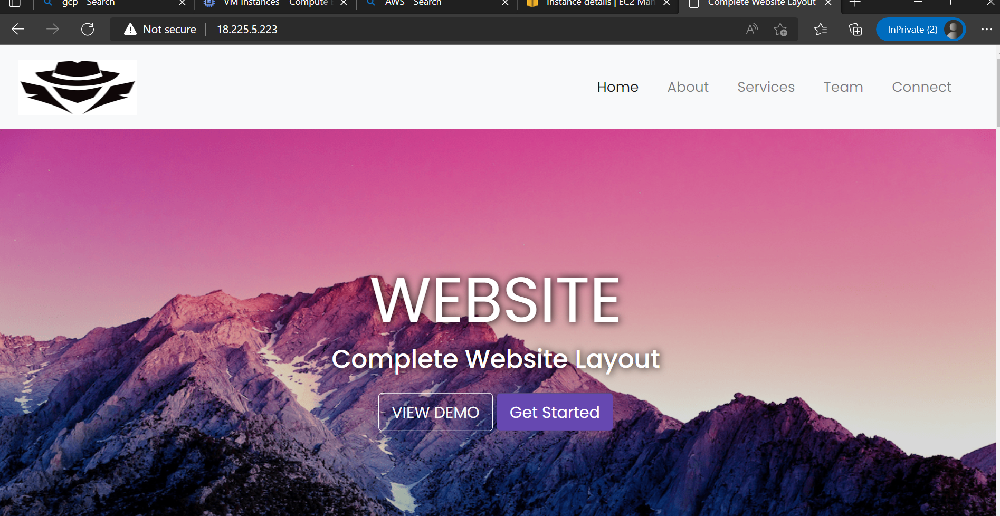 gcp - Search
VM instances – Compute
AWS - Search
Instance details | EC2 Man
Complete Website Layout
Not secure
18.225.5.223
InPrivate (2)
Home About Services Team Connect
WEBSITE
Complete Website Layout
VIEW DEMO Get Started